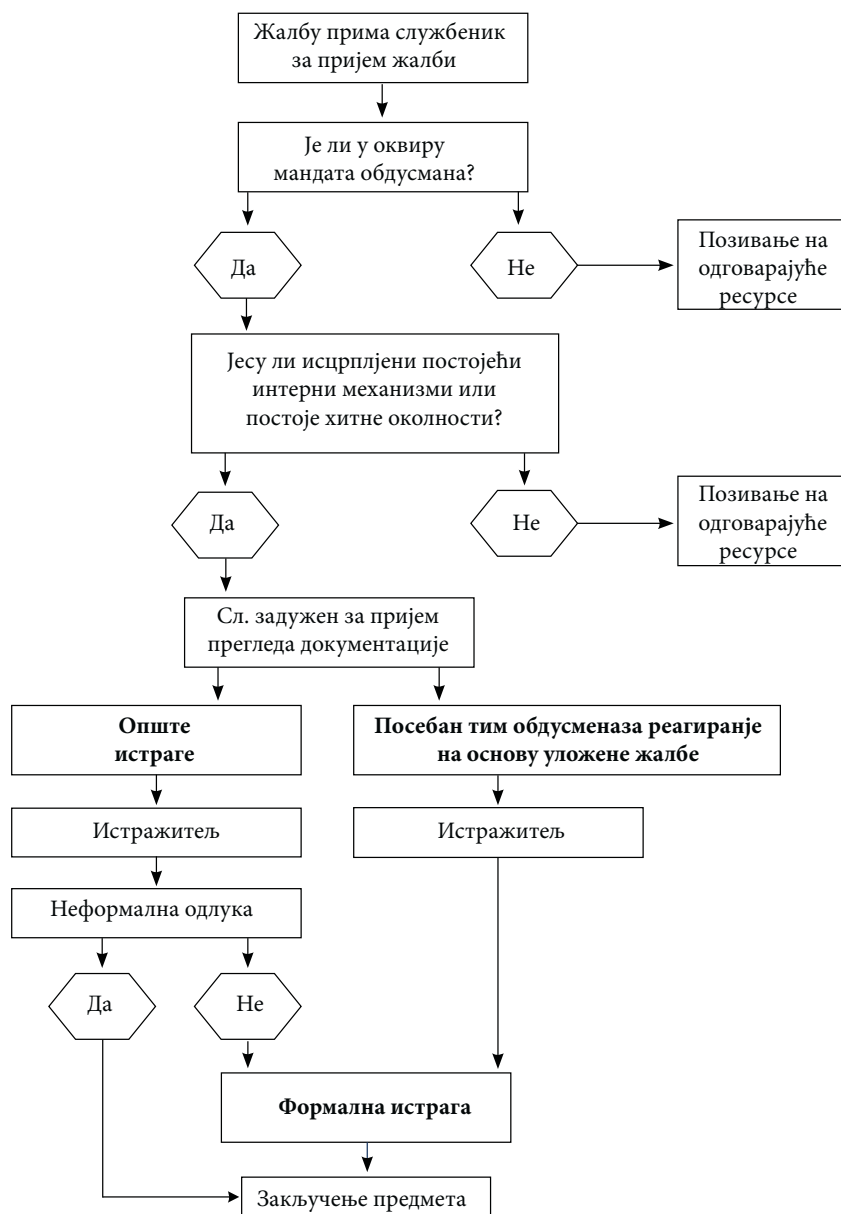 Жалбу прима службеник
за пријем жалби
Је ли у оквиру
мандата обдусмана?
Да
Не
Позивање на
одговарајуће
ресурсе
Јесу ли исцрпљени постојећи
интерни механизми или
постоје хитне околности?
Да
Не
Позивање на
одговарајуће
ресурсе
Сл. задужен за пријем
прегледа документације
Опште
истраге
Посебан тим обдусменаза реагирањје
на основу уложене жалбе
Истражитељ
Истражитељ
Неформална одлука
Да
Не
Формална истрага
Закључење предмета